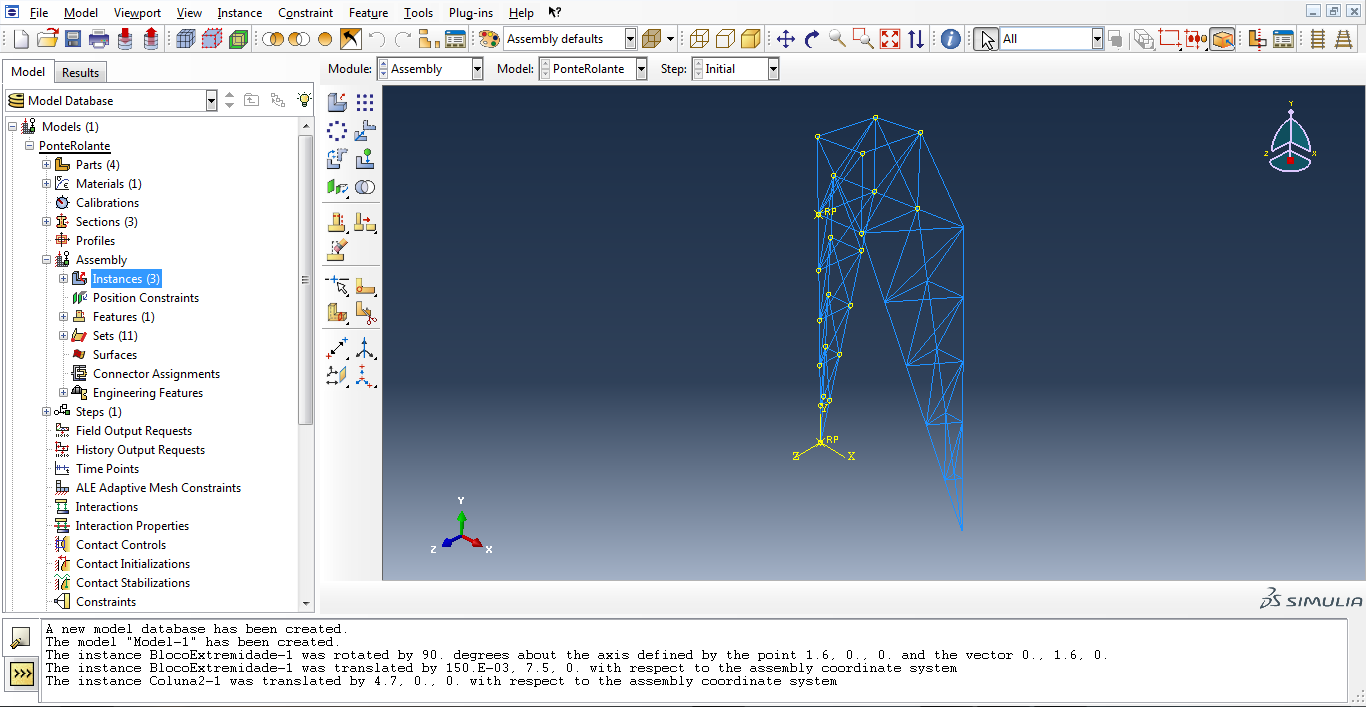 File Model Viewport View Instance Constraint Feature Tools Plug-ins Help ?
Assembly defaults All
Model Results Module: Assembly Model: PonteRolante Step: Initial
Model Database
Models (1)
PonteRolante
Parts (4)
Materials (1)
Calibrations
Sections (3)
Profiles
Assembly
Instances (3)
Position Constraints
Features (1)
Sets (11)
Surfaces
Connector Assignments
Engineering Features
Steps (1)
Field Output Requests
History Output Requests
Time Points
ALE Adaptive Mesh Constraints
Interactions
Interaction Properties
Contact Controls
Contact Initializations
Contact Stabilizations
Constraints
Y
Z X
RP
Y
RP
Z X
Y
Z X
SIMULIA
A new model database has been created.
The model "Model-1" has been created.
The instance BlocoExtremidade-1 was rotated by 90. degrees about the axis defined by the point 1.6, 0., 0. and the vector 0., 1.6, 0.
The instance BlocoExtremidade-1 was translated by 150.E-03, 7.5, 0. with respect to the assembly coordinate system
The instance Coluna2-1 was translated by 4.7, 0., 0. with respect to the assembly coordinate system
>>>